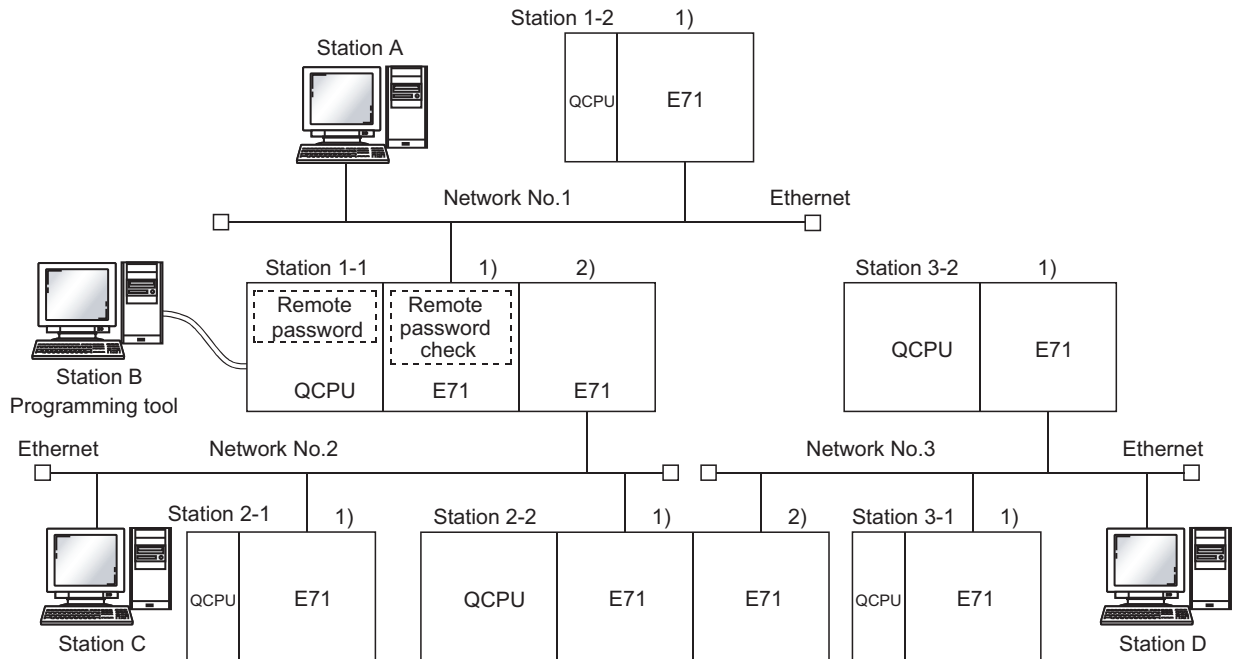 Station 1-2 1)
Station A
QCPU E71
Network No.1 Ethernet
Station 1-1 1) 2)
Station 3-2 1)
Remote
password
Remote
password
check
QCPU E71 E71
QCPU E71
Station B
Programming tool
Ethernet Network No.2
Network No.3 Ethernet
Station 2-1 1)
Station 2-2 1) 2)
Station 3-1 1)
QCPU E71
QCPU E71 E71
QCPU E71
Station C
Station D